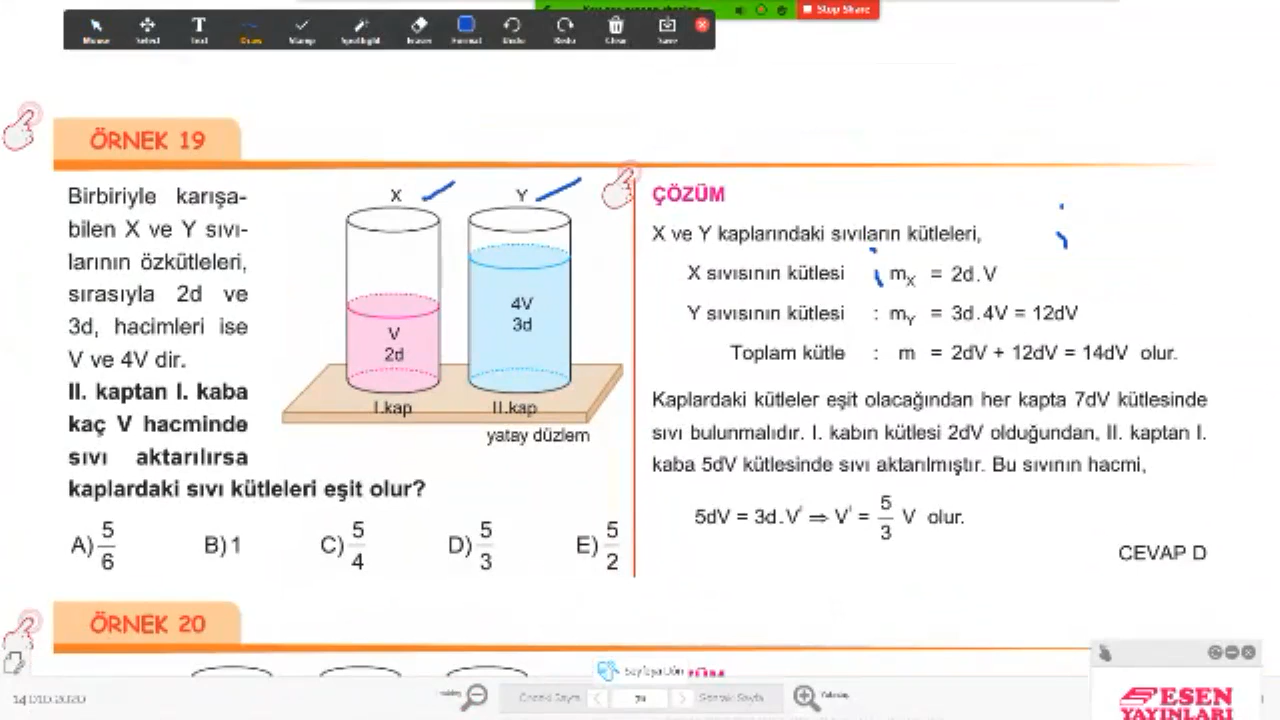 Stop Share
Mouse
Select
Text
Draw
Stamp
Spotlight
Eraser
Format
Undo
Redo
Clear
Save
ÖRNEK 19
Birbiriyle karışa-
bilen X ve Y sıvı-
larının özkütleleri,
sırasıyla 2d ve
3d, hacimleri ise
V ve 4V dir.
II. kaptan I. kaba
kaç V hacminde
sıvı aktarılırsa
kaplardaki sıvı kütleleri eşit olur?
X
Y
V
2d
4V
3d
I.kap
II.kap
yatay düzlem
A) 5/6 B) 1 C) 5/4 D) 5/3 E) 5/2
ÇÖZÜM
X ve Y kaplarındaki sıvıların kütleleri,
X sıvısının kütlesi mX = 2d.V
Y sıvısının kütlesi : mY = 3d.4V = 12dV
Toplam kütle : m = 2dV + 12dV = 14dV olur.
Kaplardaki kütleler eşit olacağından her kapta 7dV kütlesinde
sıvı bulunmalıdır. I. kabın kütlesi 2dV olduğundan, II. kaptan I.
kaba 5dV kütlesinde sıvı aktarılmıştır. Bu sıvının hacmi,
5dV = 3d.V' ⇒ V' = 5/3 V olur.
CEVAP D
ÖRNEK 20
Sayfaya Dön
Önceki Sayfa
Sonraki Sayfa
ESEN
YAYINLARI